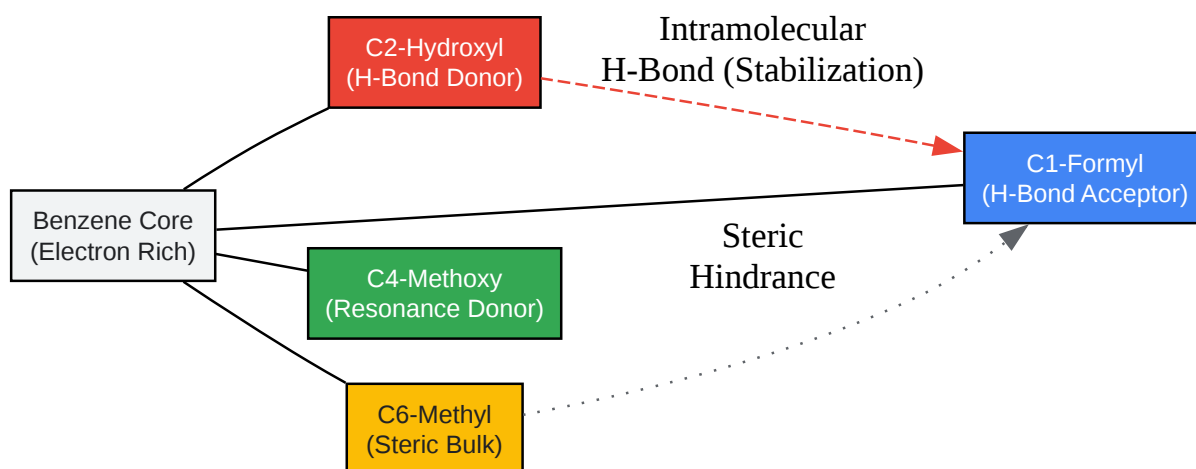 C2-Hydroxyl
(H-Bond Donor)
Intramolecular
H-Bond (Stabilization)
C1-Formyl
(H-Bond Acceptor)
Benzene Core
(Electron Rich)
Steric
Hindrance
C4-Methoxy
(Resonance Donor)
C6-Methyl
(Steric Bulk)